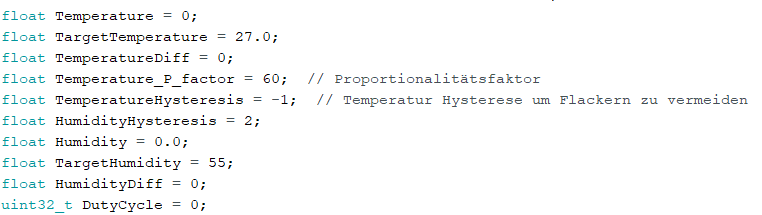 float Temperature = 0;
float TargetTemperature = 27.0;
float TemperatureDiff = 0;
float Temperature_P_factor = 60;  // Proportionalitätsfaktor
float TemperatureHysteresis = -1;  // Temperatur Hysterese um Flackern zu vermeiden
float HumidityHysteresis = 2;
float Humidity = 0.0;
float TargetHumidity = 55;
float HumidityDiff = 0;
uint32_t DutyCycle = 0;